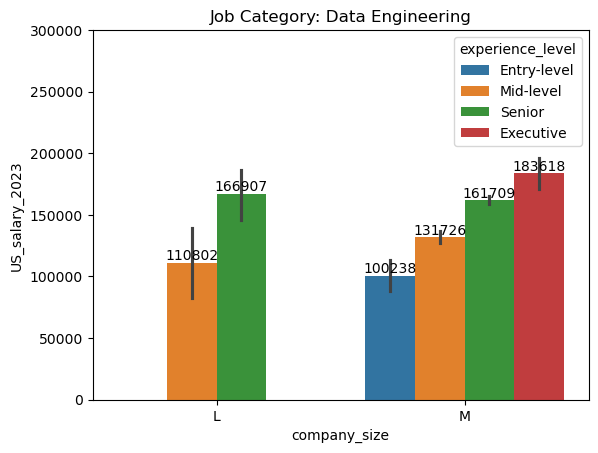 Job Category: Data Engineering
300000
250000
200000
150000
100000
50000
0
US_salary_2023
experience_level
Entry-level
Mid-level
Senior
Executive
110802
166907
100238
131726
161709
183618
L
M
company_size